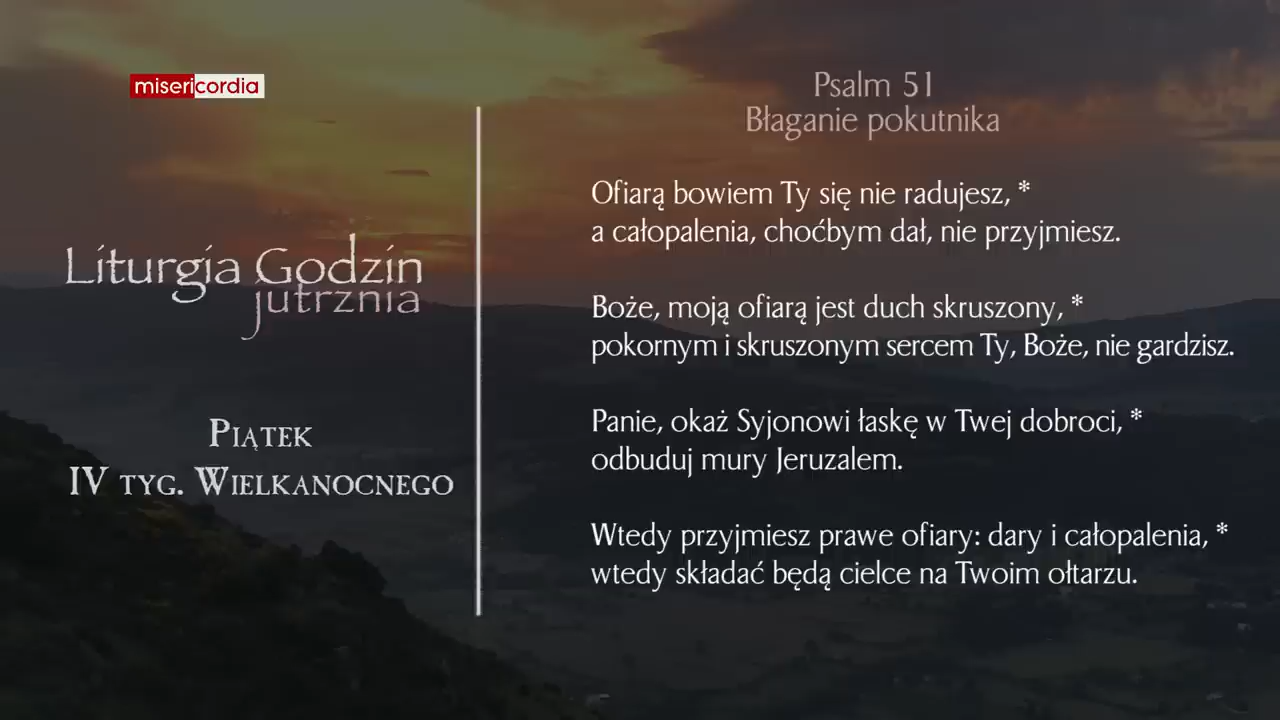 misericordia
Liturgia Godzin
jutrznia
Piątek
IV tyg. Wielkanocnego
Psalm 51
Błaganie pokutnika
Ofiarą bowiem Ty się nie radujesz, *
a całopalenia, choćbym dał, nie przyjmiesz.
Boże, moją ofiarą jest duch skruszony, *
pokornym i skruszonym sercem Ty, Boże, nie gardzisz.
Panie, okaż Syjonowi łaskę w Twej dobroci, *
odbuduj mury Jeruzalem.
Wtedy przyjmiesz prawe ofiary: dary i całopalenia, *
wtedy składać będą cielce na Twoim ołtarzu.